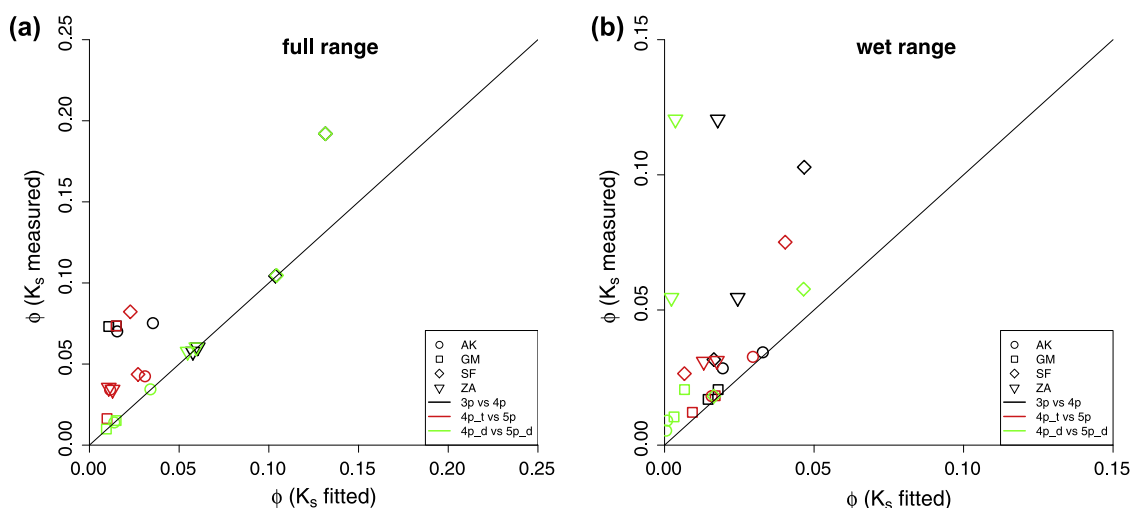 (a)
full range
0.25
0.20
0.15
0.10
0.05
0.00
ϕ (Ks measured)
0.00 0.05 0.10 0.15 0.20 0.25
ϕ (Ks fitted)
AK
GM
SF
ZA
3p vs 4p
4p_t vs 5p
4p_d vs 5p_d
(b)
wet range
0.15
0.10
0.05
0.00
ϕ (Ks measured)
0.00 0.05 0.10 0.15
ϕ (Ks fitted)
AK
GM
SF
ZA
3p vs 4p
4p_t vs 5p
4p_d vs 5p_d